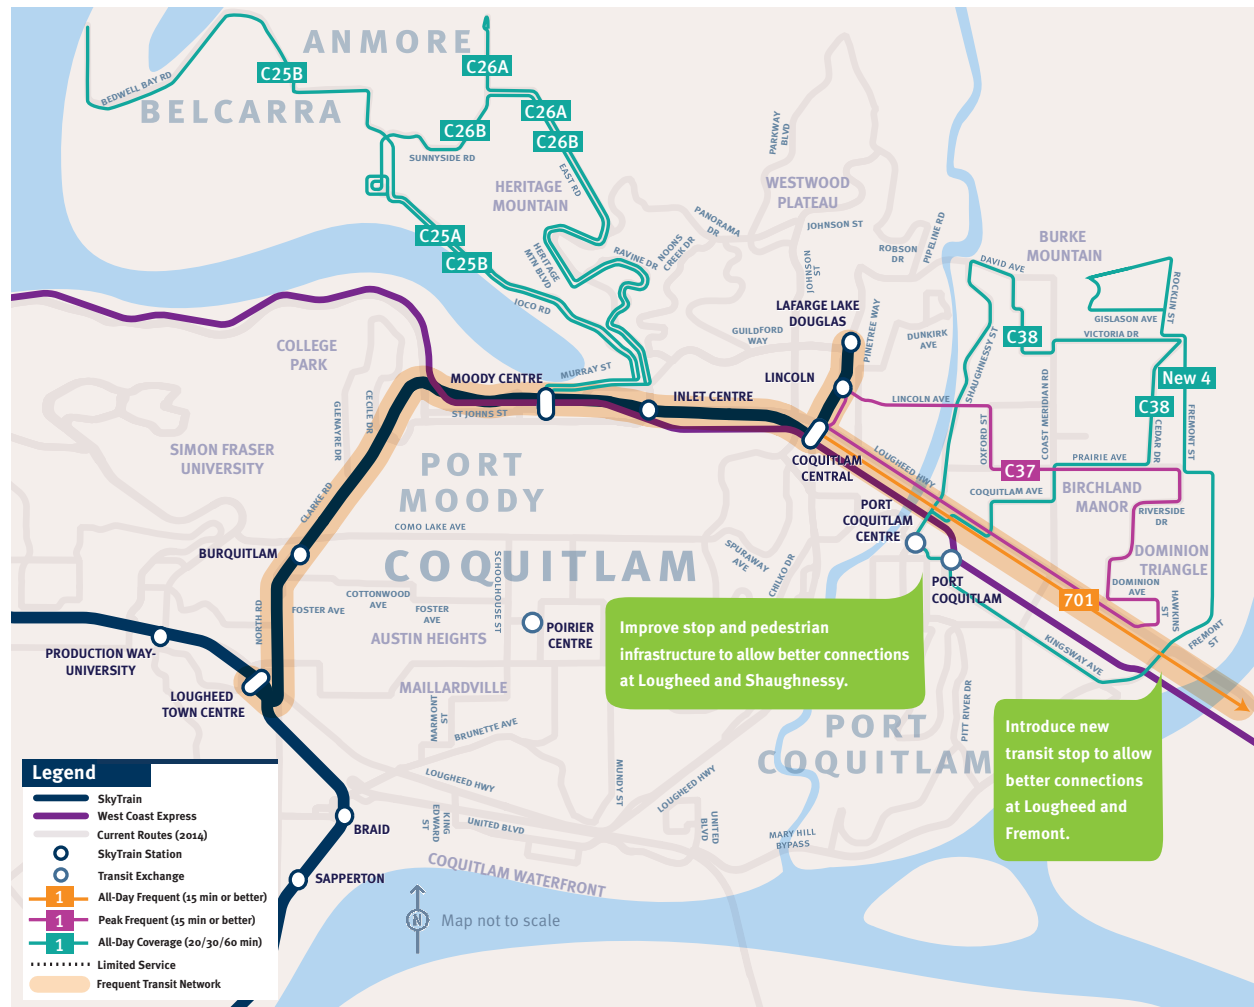 ANMORE
C25B
C26A
BEDWELL BAY RD
BELCARRA
C26A
C26B
C26B
SUNNYSIDE RD
EAST RD
PARKWAY
BLVD
HERITAGE
MOUNTAIN
WESTWOOD
PLATEAU
PANORAMA
DR
JOHNSON ST
PIPELINE RD
C25A
C25B
HERITAGE
MTN BLVD
RAVINE DR
NOONS
CREEK DR
JOHNSON
ST
ROBSON
DR
BURKE
MOUNTAIN
DAVID AVE
ROCKLIN ST
IOCO RD
LAFARGE LAKE
DOUGLAS
PINETREE WAY
GUILDFORD
WAY
DUNKIRK
AVE
GISLASON AVE
VICTORIA DR
C38
COLLEGE
PARK
MURRAY ST
MOODY CENTRE
LINCOLN
SHAUGHNESSY ST
COAST MERIDIAN RD
New 4
C38
INLET CENTRE
LINCOLN AVE
ST JOHNS ST
CECILE DR
GLENAYRE DR
OXFORD ST
CEDAR DR
FREMONT ST
SIMON FRASER
UNIVERSITY
PORT
MOODY
COQUITLAM
CENTRAL
LOUGHEED HWY
PRAIRIE AVE
C37
CLARKE RD
COQUITLAM AVE
BIRCHLAND
MANOR
RIVERSIDE
DR
PORT
COQUITLAM
CENTRE
COMO LAKE AVE
BURQUITLAM
COQUITLAM
SCHOOLHOUSE ST
SPURAWAY
AVE
CHILKO DR
DOMINION
TRIANGLE
PORT
COQUITLAM
DOMINION
AVE
HAWKINS
ST
701
NORTH RD
FOSTER AVE
COTTONWOOD
AVE
FOSTER
AVE
AUSTIN HEIGHTS
POIRIER
CENTRE
Improve stop and pedestrian
infrastructure to allow better connections
at Lougheed and Shaughnessy.
KINGSWAY AVE
FREMONT
ST
PRODUCTION WAY-
UNIVERSITY
LOUGHEED
TOWN CENTRE
MAILLARDVILLE
MARMONT
ST
BRUNETTE AVE
PITT RIVER DR
PORT
COQUITLAM
Introduce new
transit stop to allow
better connections
at Lougheed and
Fremont.
LOUGHEED HWY
MUNDY ST
LOUGHEED HWY
KING
EDWARD
ST
UNITED BLVD
UNITED
BLVD
MARY HILL
BYPASS
BRAID
SAPPERTON
COQUITLAM WATERFRONT
N
Map not to scale
Legend
SkyTrain
West Coast Express
Current Routes (2014)
SkyTrain Station
Transit Exchange
1 All-Day Frequent (15 min or better)
1 Peak Frequent (15 min or better)
1 All-Day Coverage (20/30/60 min)
Limited Service
Frequent Transit Network